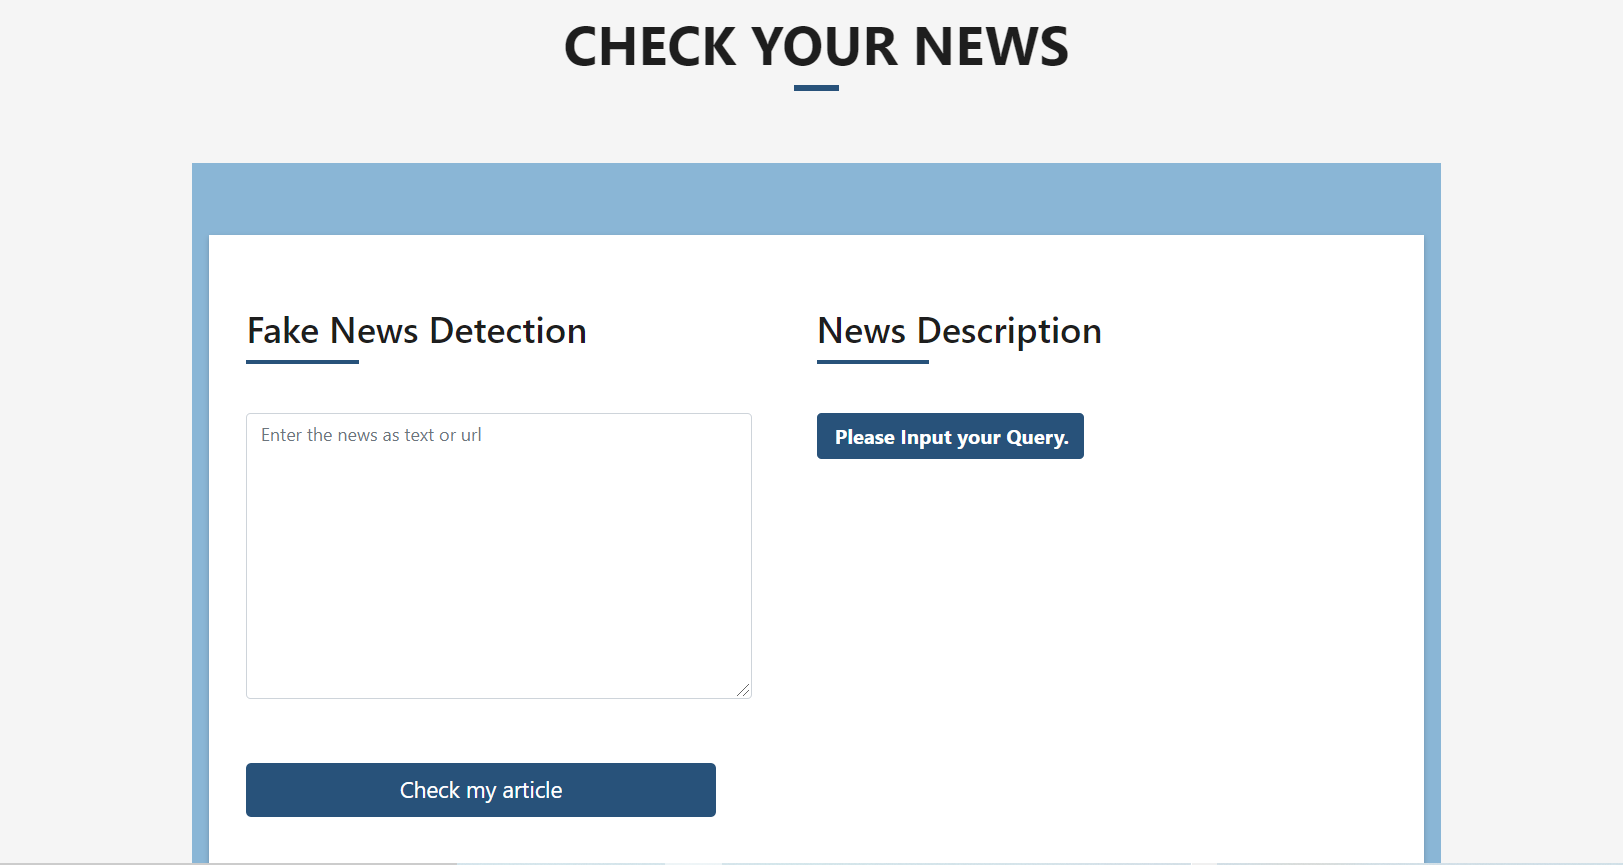 CHECK YOUR NEWS
Fake News Detection
Enter the news as text or url
Check my article
News Description
Please Input your Query.